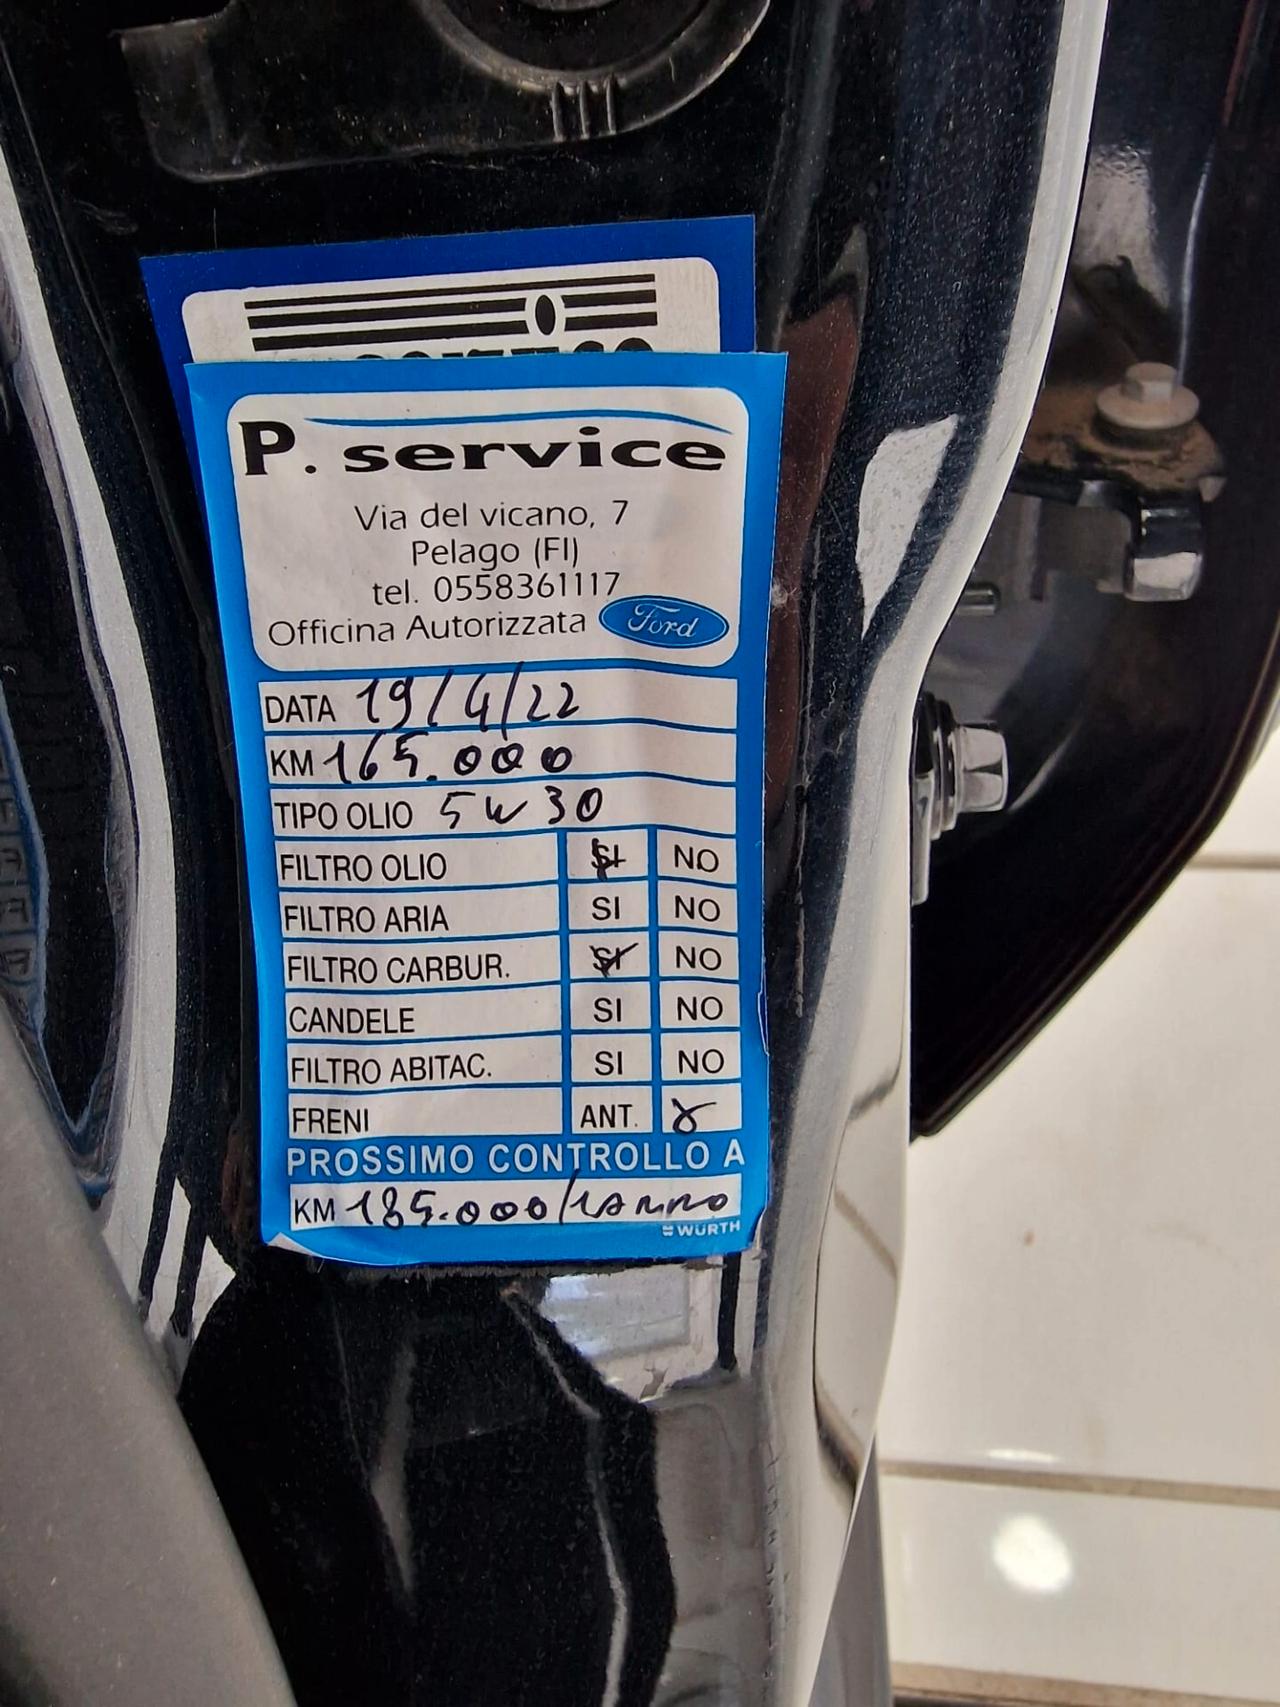 P. service
Via del vicano, 7
Pelago (FI)
tel. 0558361117
Officina Autorizzata Ford
DATA 19/4/22
KM 165.000
TIPO OLIO 5W30
FILTRO OLIO SI NO
FILTRO ARIA SI NO
FILTRO CARBUR. SI NO
CANDELE SI NO
FILTRO ABITAC. SI NO
FRENI ANT.
PROSSIMO CONTROLLO A
KM 185.000/1ANNO
WÜRTH